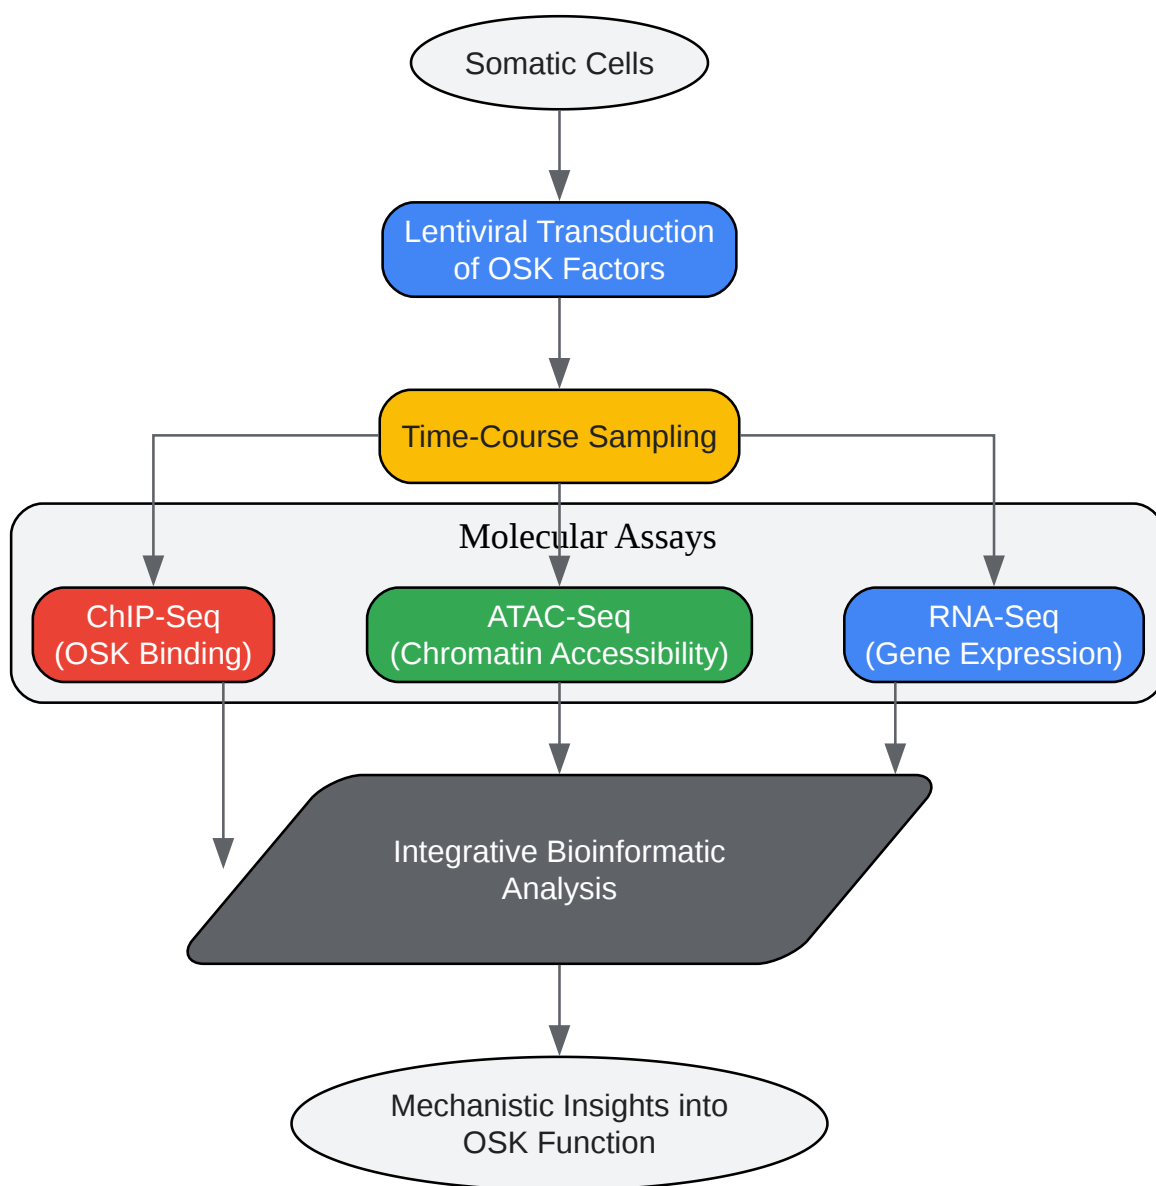 Somatic Cells
Lentiviral Transduction
of OSK Factors
Time-Course Sampling
Molecular Assays
ChIP-Seq
(OSK Binding)
ATAC-Seq
(Chromatin Accessibility)
RNA-Seq
(Gene Expression)
Integrative Bioinformatic
Analysis
Mechanistic Insights into
OSK Function